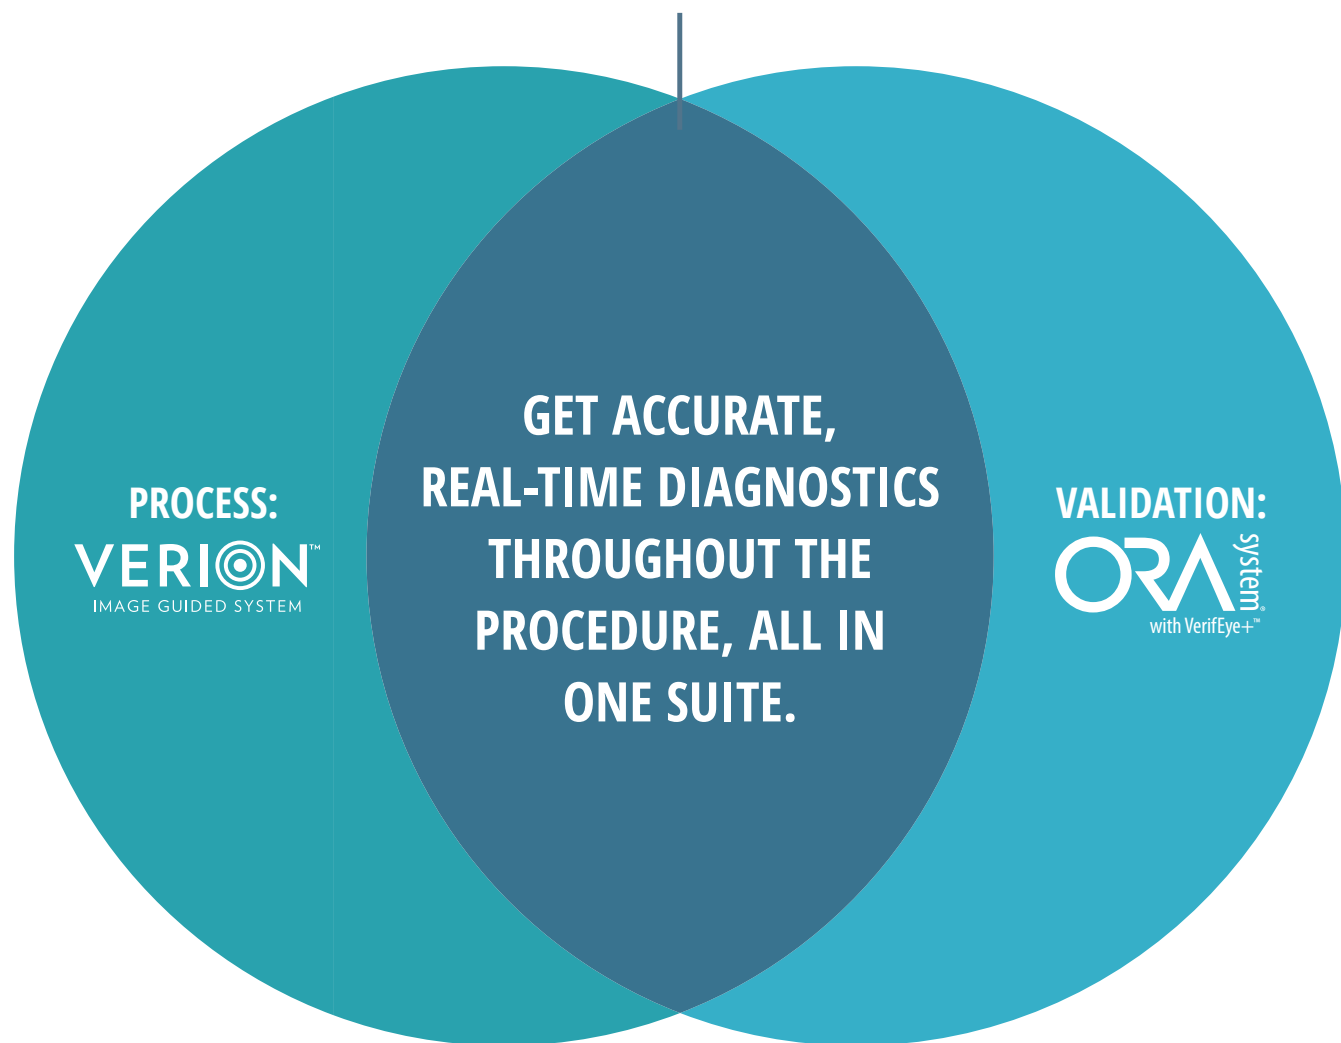 GET ACCURATE,
REAL-TIME DIAGNOSTICS
THROUGHOUT THE
PROCEDURE, ALL IN
ONE SUITE.
PROCESS:
VERION™
IMAGE GUIDED SYSTEM
VALIDATION:
ORA system®
with VerifEye+™